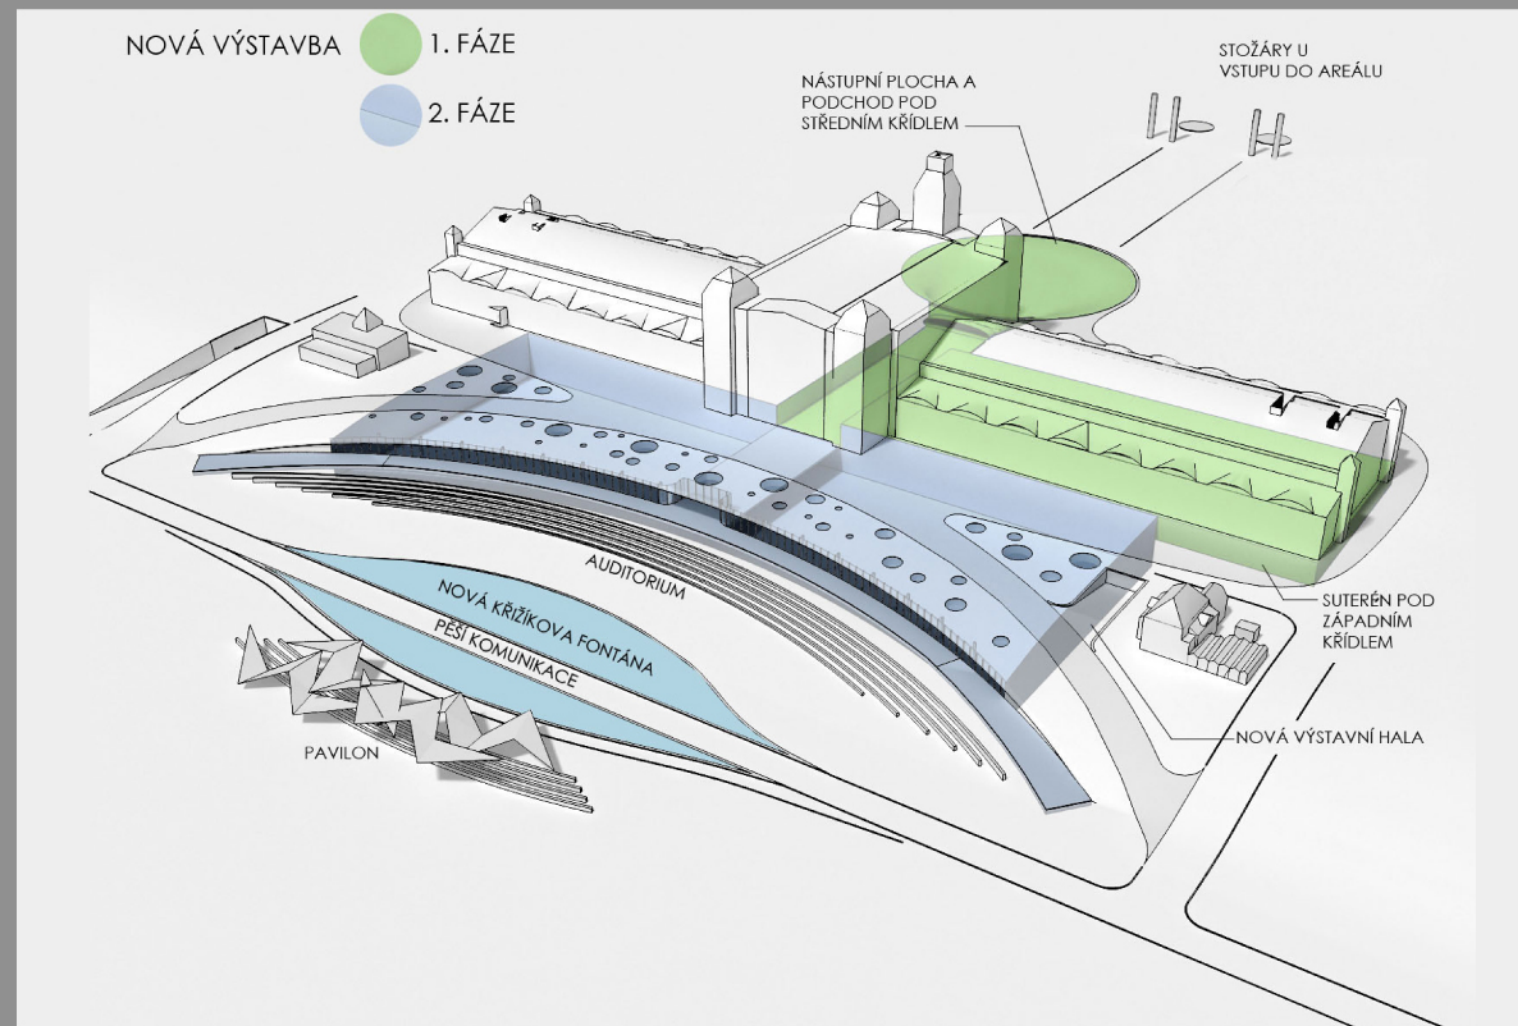 NOVÁ VÝSTAVBA
1. FÁZE
2. FÁZE
STOŽÁRY U
VSTUPU DO AREÁLU
NÁSTUPNÍ PLOCHA A
PODCHOD POD
STŘEDNÍM KŘÍDLEM
AUDITORIUM
NOVÁ KŘIŽÍKOVA FONTÁNA
PĚŠÍ KOMUNIKACE
PAVILON
SUTERÉN POD
ZÁPADNÍM
KŘÍDLEM
NOVÁ VÝSTAVNÍ HALA